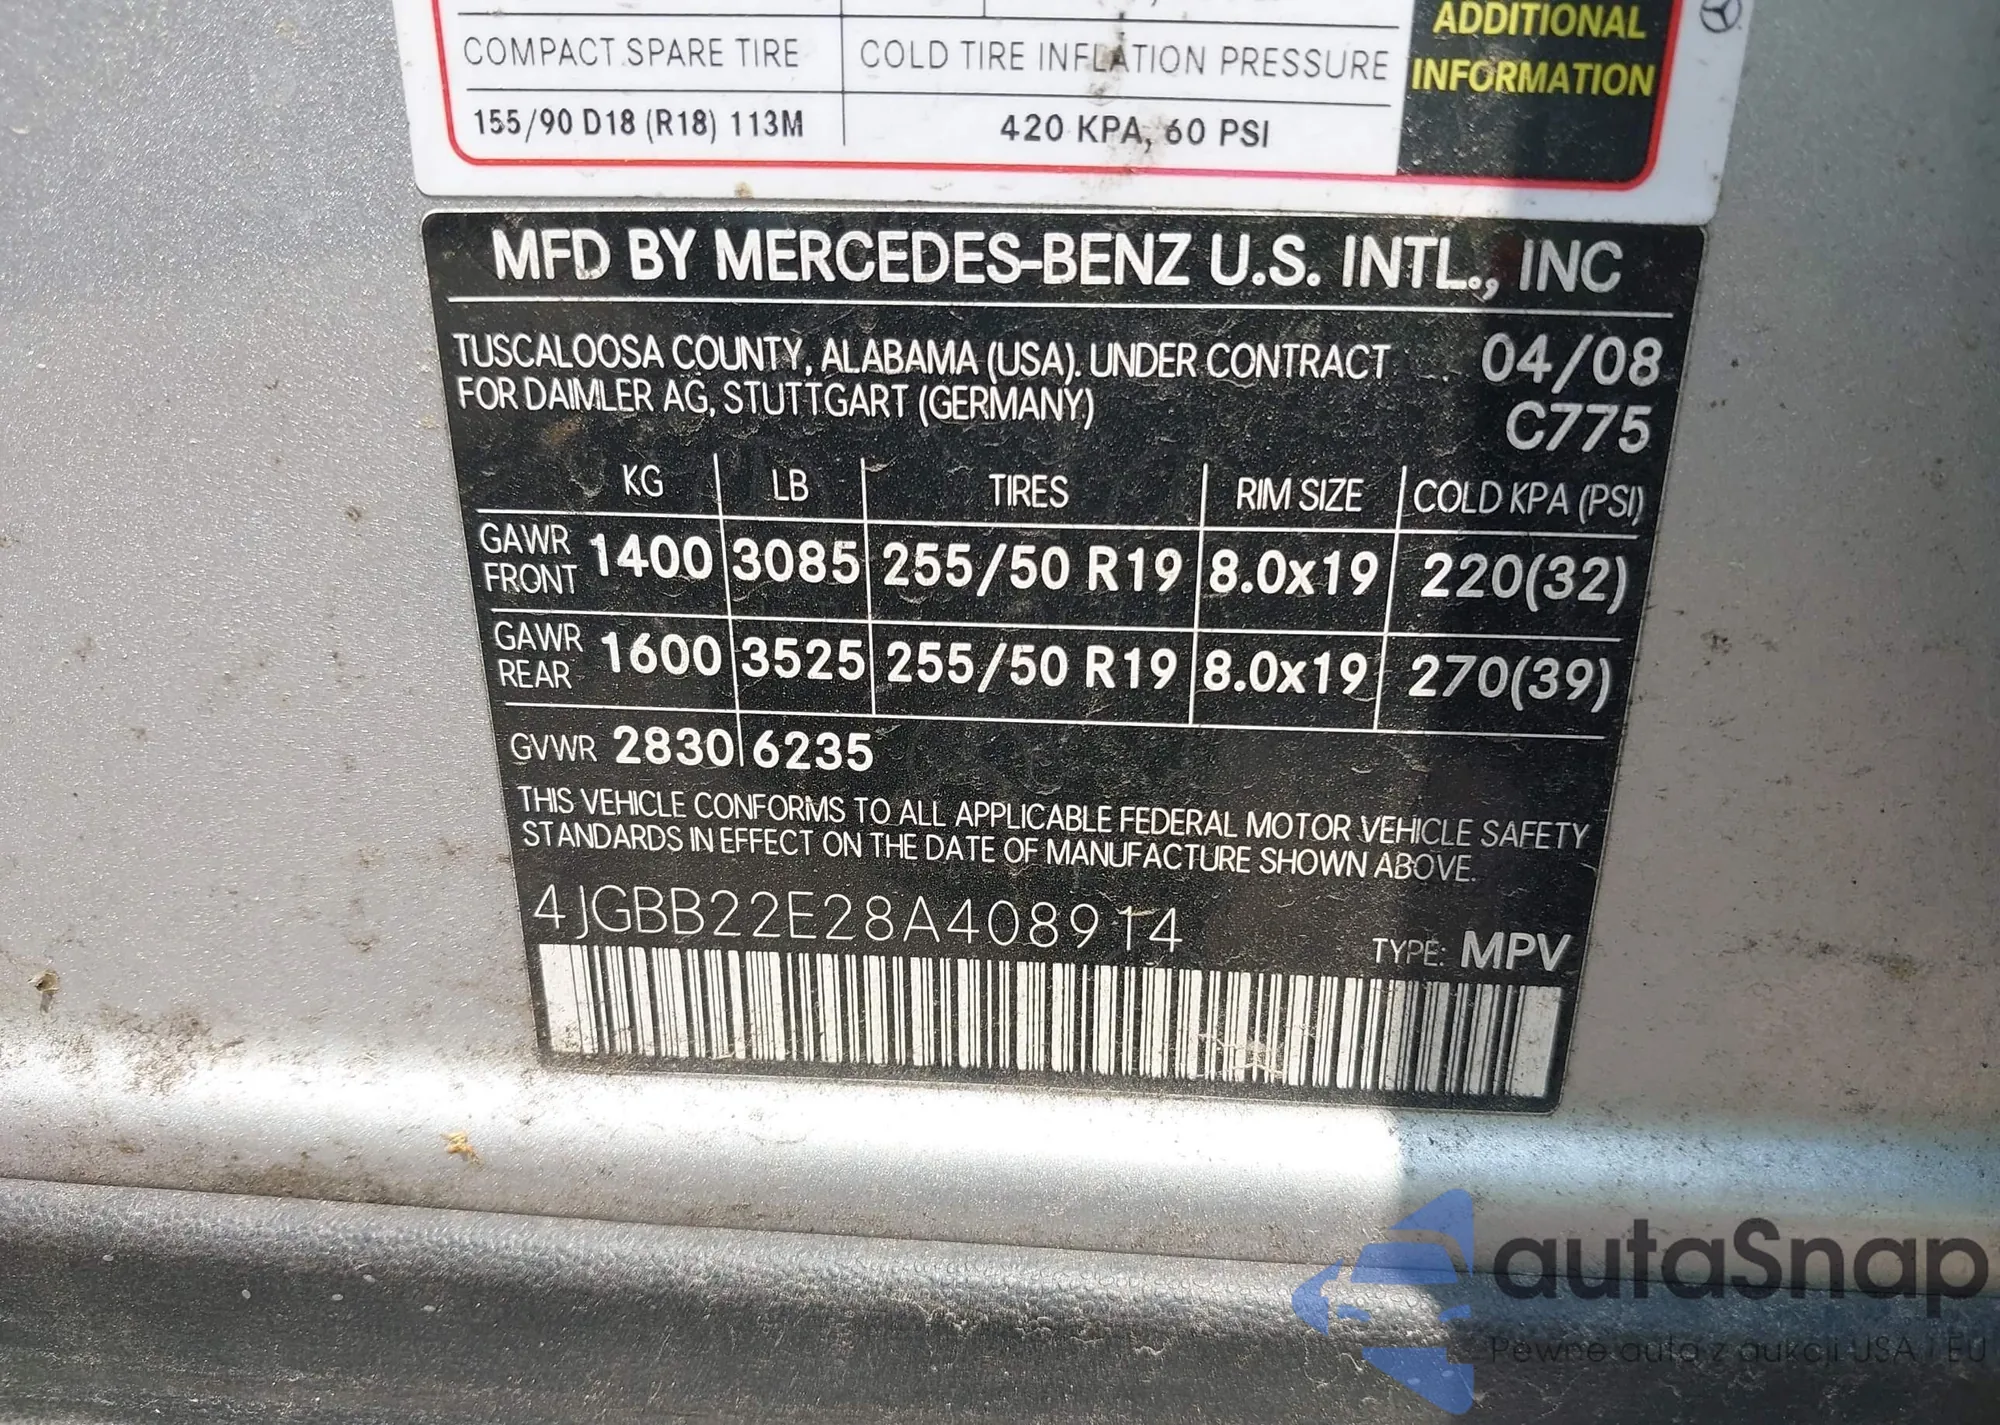 ADDITIONAL
INFORMATION
COMPACT SPARE TIRE COLD TIRE INFLATION PRESSURE
155/90 D18 (R18) 113M 420 KPA, 60 PSI
MFD BY MERCEDES-BENZ U.S. INTL., INC
TUSCALOOSA COUNTY, ALABAMA (USA). UNDER CONTRACT 04/08
FOR DAIMLER AG, STUTTGART (GERMANY) C775
KG LB TIRES RIM SIZE COLD KPA (PSI)
GAWR FRONT 1400 3085 255/50 R19 8.0x19 220(32)
GAWR REAR 1600 3525 255/50 R19 8.0x19 270(39)
GVWR 2830 6235
THIS VEHICLE CONFORMS TO ALL APPLICABLE FEDERAL MOTOR VEHICLE SAFETY
STANDARDS IN EFFECT ON THE DATE OF MANUFACTURE SHOWN ABOVE.
4JGBB22E28A408914 TYPE: MPV
autaSnap
Pewne auta z aukcji USA / EU